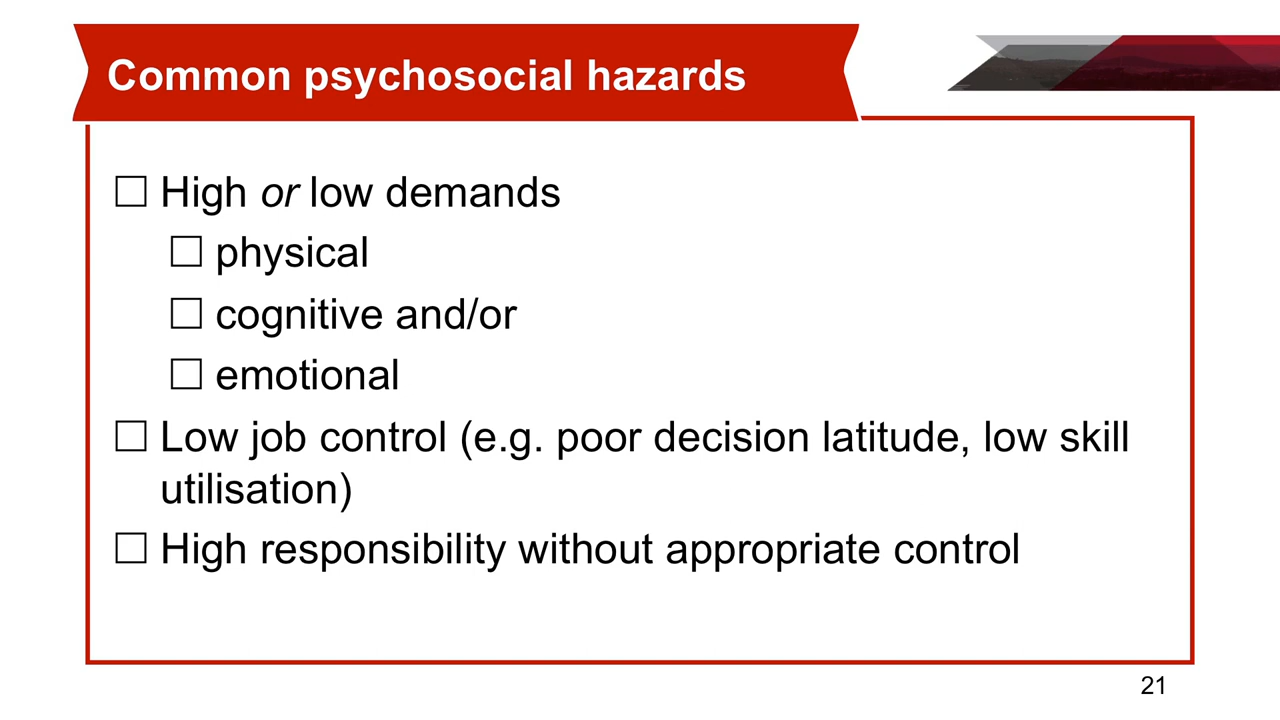 Common psychosocial hazards
☐ High or low demands
☐ physical
☐ cognitive and/or
☐ emotional
☐ Low job control (e.g. poor decision latitude, low skill
utilisation)
☐ High responsibility without appropriate control
21